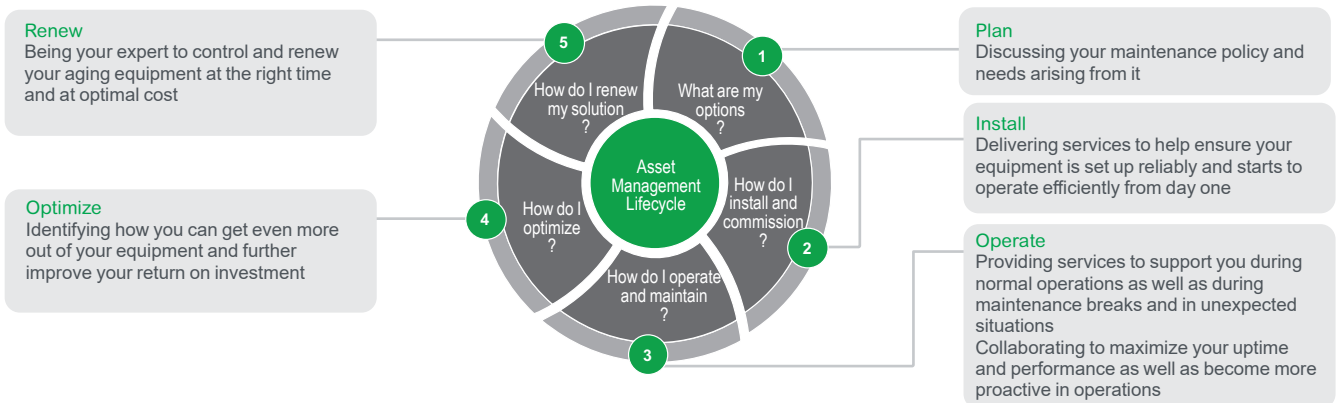 Renew
Being your expert to control and renew
your aging equipment at the right time
and at optimal cost
Optimize
Identifying how you can get even more
out of your equipment and further
improve your return on investment
5
How do I renew
my solution
?
1
What are my
options
?
Asset
Management
Lifecycle
How do I
install and
commission
?
2
4
How do I
optimize
?
How do I operate
and maintain
?
3
Plan
Discussing your maintenance policy and
needs arising from it
Install
Delivering services to help ensure your
equipment is set up reliably and starts to
operate efficiently from day one
Operate
Providing services to support you during
normal operations as well as during
maintenance breaks and in unexpected
situations
Collaborating to maximize your uptime
and performance as well as become more
proactive in operations